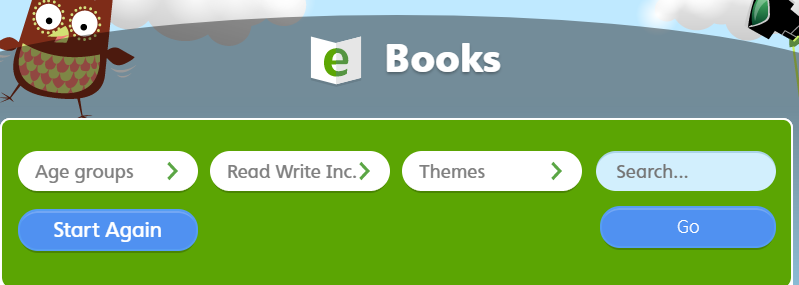 e Books
Age groups
Read Write Inc.
Themes
Search...
Start Again
Go